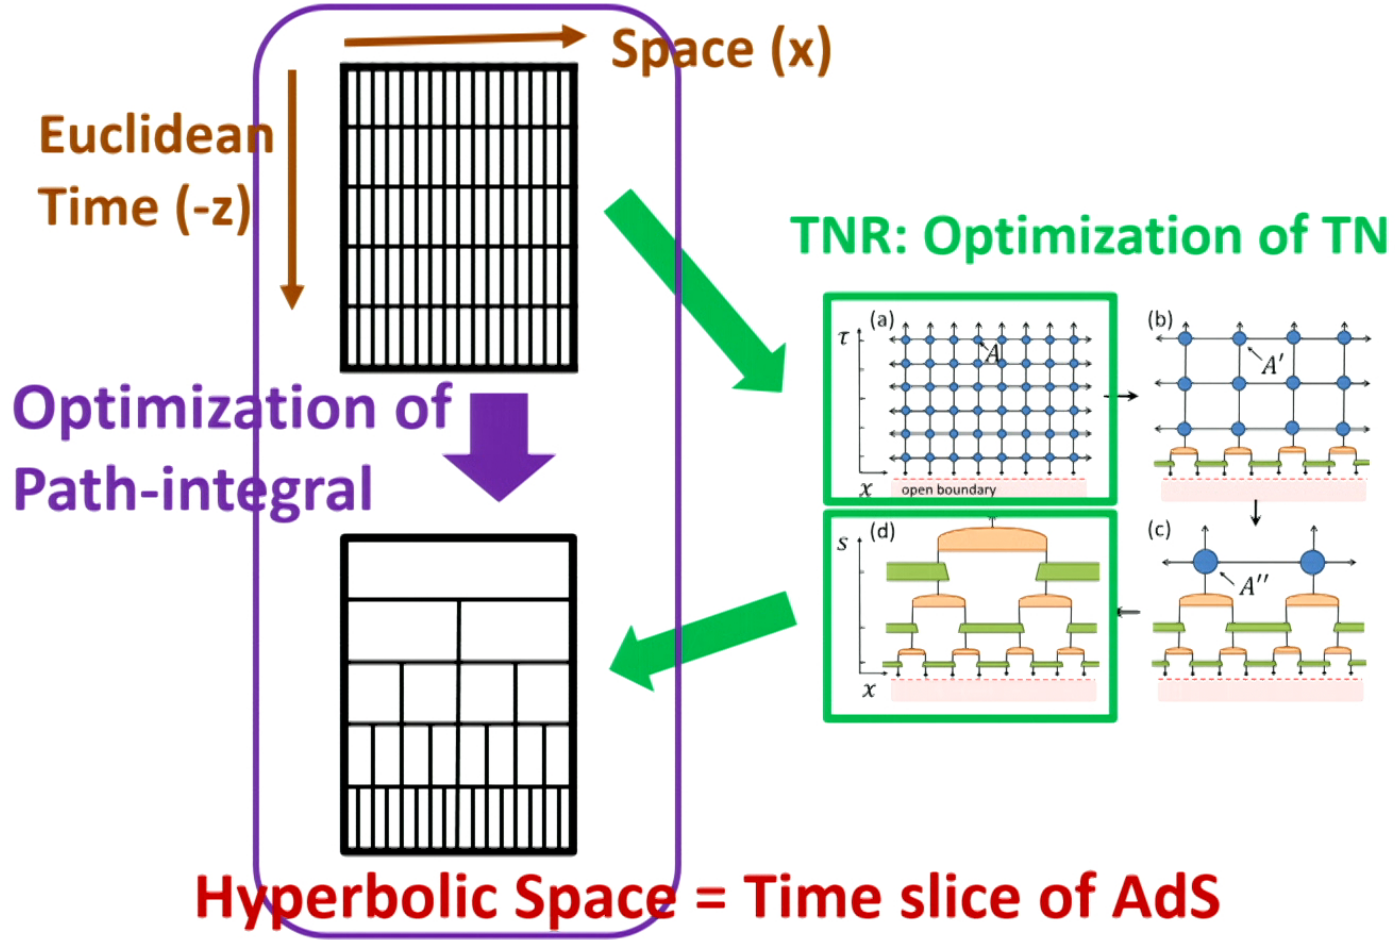 Space (x)
Euclidean
Time (-z)
TNR: Optimization of TN
(a)
τ
A
x
open boundary
(b)
A′
Optimization of
Path-integral
(d)
s
x
(c)
A″
Hyperbolic Space = Time slice of AdS